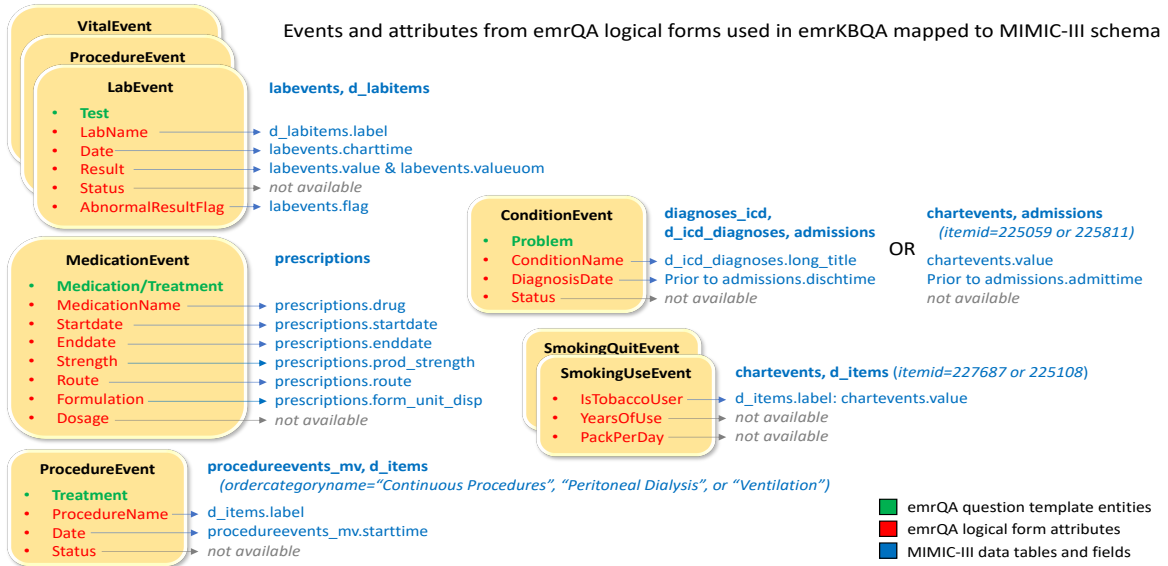 Events and attributes from emrQA logical forms used in emrKBQA mapped to MIMIC-III schema
VitalEvent
ProcedureEvent
LabEvent
labevents, d_labitems
• Test
• LabName d_labitems.label
• Date labevents.charttime
• Result labevents.value & labevents.valueuom
• Status not available
• AbnormalResultFlag labevents.flag
MedicationEvent
prescriptions
• Medication/Treatment
• MedicationName prescriptions.drug
• Startdate prescriptions.startdate
• Enddate prescriptions.enddate
• Strength prescriptions.prod_strength
• Route prescriptions.route
• Formulation prescriptions.form_unit_disp
• Dosage not available
ProcedureEvent
procedureevents_mv, d_items
(ordercategoryname=“Continuous Procedures”, “Peritoneal Dialysis”, or “Ventilation”)
• Treatment
• ProcedureName d_items.label
• Date procedureevents_mv.starttime
• Status not available
ConditionEvent
diagnoses_icd,
d_icd_diagnoses, admissions
• Problem
• ConditionName d_icd_diagnoses.long_title
• DiagnosisDate Prior to admissions.dischtime
• Status not available
OR
chartevents, admissions
(itemid=225059 or 225811)
chartevents.value
Prior to admissions.admittime
not available
SmokingQuitEvent
SmokingUseEvent
chartevents, d_items (itemid=227687 or 225108)
• IsTobaccoUser d_items.label: chartevents.value
• YearsOfUse not available
• PackPerDay not available
emrQA question template entities
emrQA logical form attributes
MIMIC-III data tables and fields